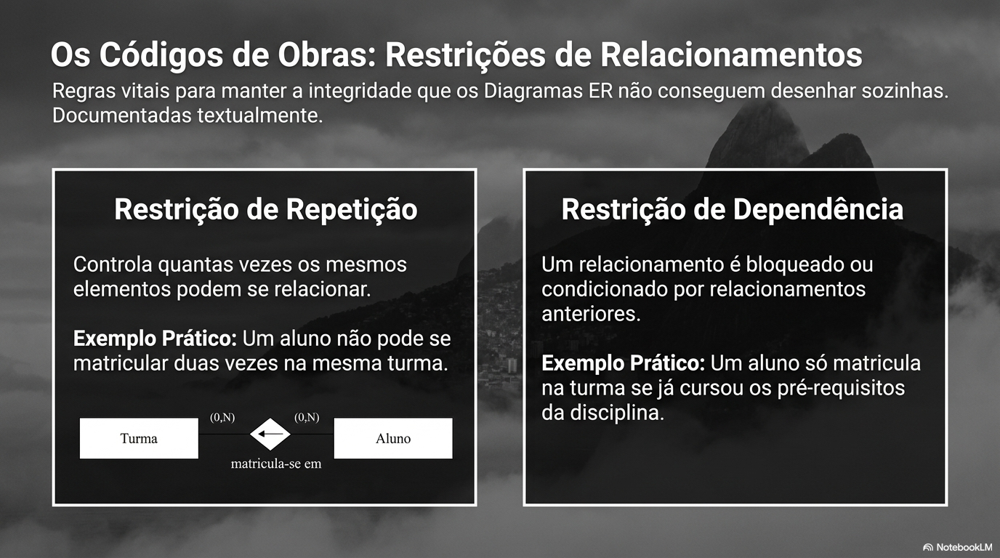 Os Códigos de Obras: Restrições de Relacionamentos
Regras vitais para manter a integridade que os Diagramas ER não conseguem desenhar sozinhas.
Documentadas textualmente.
Restrição de Repetição
Controla quantas vezes os mesmos
elementos podem se relacionar.
Exemplo Prático: Um aluno não pode se
matricular duas vezes na mesma turma.
(0,N)
(0,N)
Turma
Aluno
matricula-se em
Restrição de Dependência
Um relacionamento é bloqueado ou
condicionado por relacionamentos
anteriores.
Exemplo Prático: Um aluno só matricula
na turma se já cursou os pré-requisitos
da disciplina.
NotebookLM